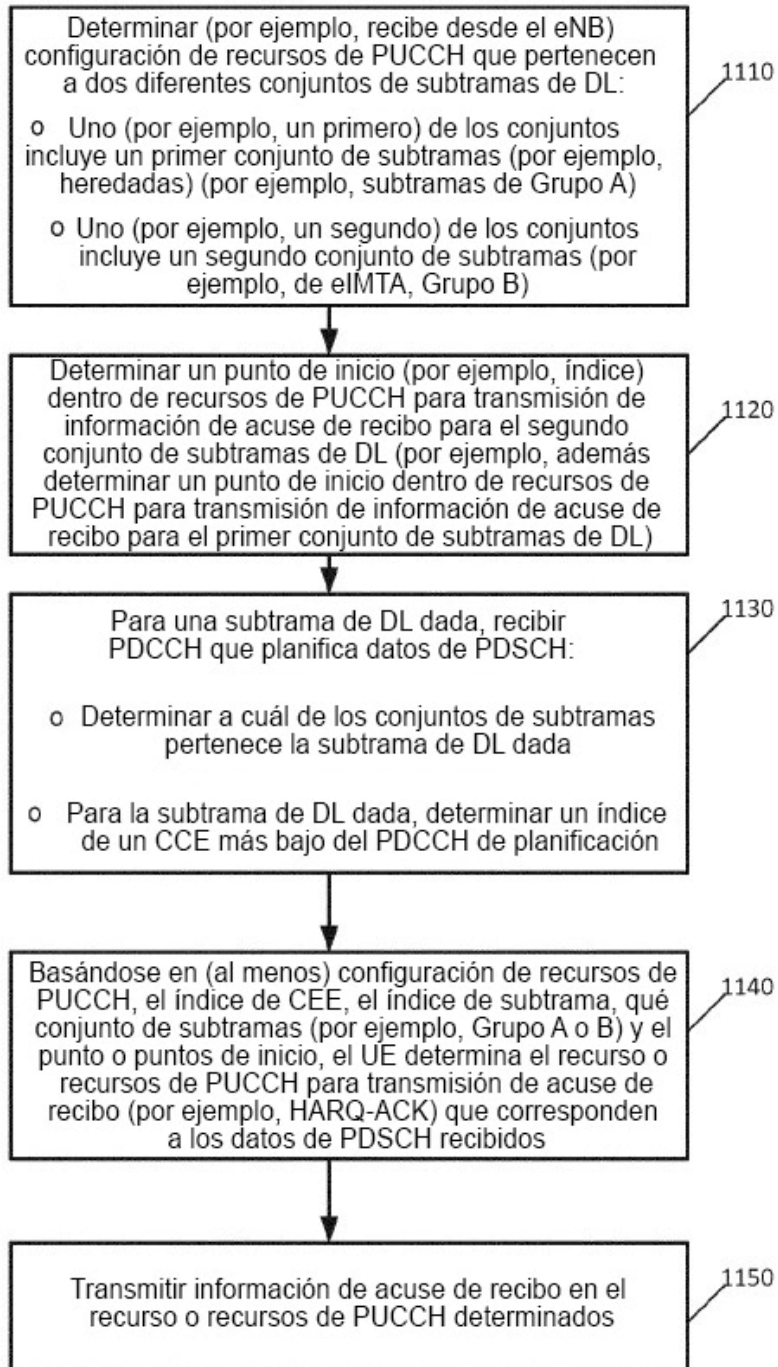 Determinar (por ejemplo, recibe desde el eNB)
configuración de recursos de PUCCH que pertenecen
a dos diferentes conjuntos de subtramas de DL:
o Uno (por ejemplo, un primero) de los conjuntos
incluye un primer conjunto de subtramas (por ejemplo,
heredadas) (por ejemplo, subtramas de Grupo A)
o Uno (por ejemplo, un segundo) de los conjuntos
incluye un segundo conjunto de subtramas (por
ejemplo, de eIMTA, Grupo B)
1110
Determinar un punto de inicio (por ejemplo, índice)
dentro de recursos de PUCCH para transmisión de
información de acuse de recibo para el segundo
conjunto de subtramas de DL (por ejemplo, además
determinar un punto de inicio dentro de recursos de
PUCCH para transmisión de información de acuse de
recibo para el primer conjunto de subtramas de DL)
1120
Para una subtrama de DL dada, recibir
PDCCH que planifica datos de PDSCH:
o Determinar a cuál de los conjuntos de subtramas
pertenece la subtrama de DL dada
o Para la subtrama de DL dada, determinar un índice
de un CCE más bajo del PDCCH de planificación
1130
Basándose en (al menos) configuración de recursos de
PUCCH, el índice de CEE, el índice de subtrama, qué
conjunto de subtramas (por ejemplo, Grupo A o B) y el
punto o puntos de inicio, el UE determina el recurso o
recursos de PUCCH para transmisión de acuse de
recibo (por ejemplo, HARQ-ACK) que corresponden
a los datos de PDSCH recibidos
1140
Transmitir información de acuse de recibo en el
recurso o recursos de PUCCH determinados
1150